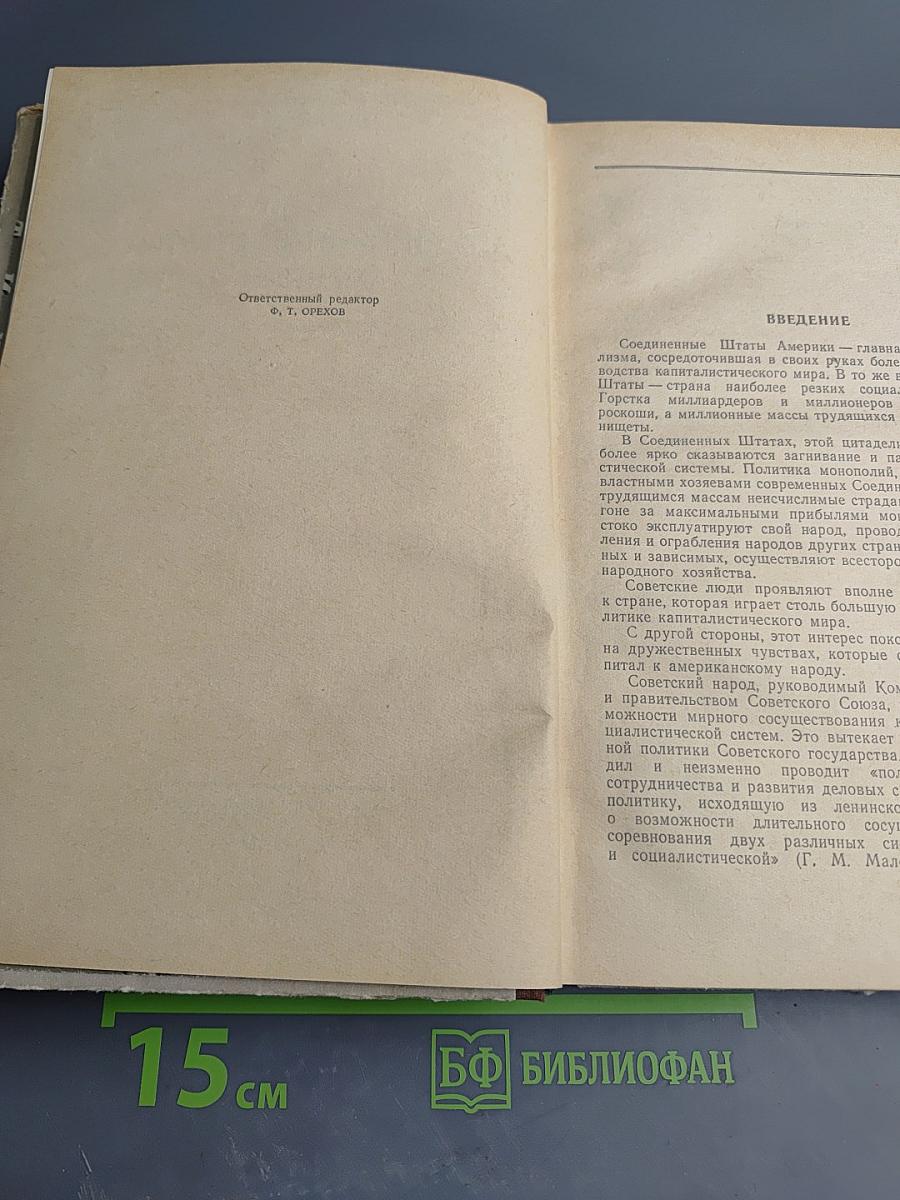 Ответственный редактор
Ф. Т. ОРЕХОВ
ВВЕДЕНИЕ
Соединенные Штаты Америки — главна
лизма, сосредоточившая в своих руках боле
водства капиталистического мира. В то же в
Штаты — страна наиболее резких социал
Горстка миллиардеров и миллионеров
роскоши, а миллионные массы трудящихся
нищеты.
В Соединенных Штатах, этой цитадели
более ярко сказываются загнивание и па
стической системы. Политика монополий,
властными хозяевами современных Соедин
трудящимся массам неисчислимые страда
гоне за максимальными прибылями мо
стоко эксплуатируют свой народ, провод
ления и ограбления народов других стран
ных и зависимых, осуществляют всесторо
народного хозяйства.
Советские люди проявляют вполне
к стране, которая играет столь большую
литике капиталистического мира.
С другой стороны, этот интерес поко
на дружественных чувствах, которые с
питал к американскому народу.
Советский народ, руководимый Ком
и правительством Советского Союза,
можности мирного сосуществования к
циалистической систем. Это вытекает
ной политики Советского государства,
дил и неизменно проводит «пол
сотрудничества и развития деловых с
политику, исходящую из ленинско
о возможности длительного сосущ
соревнования двух различных си
и социалистической» (Г. М. Мал
15 см
БФ БИБЛИОФАН